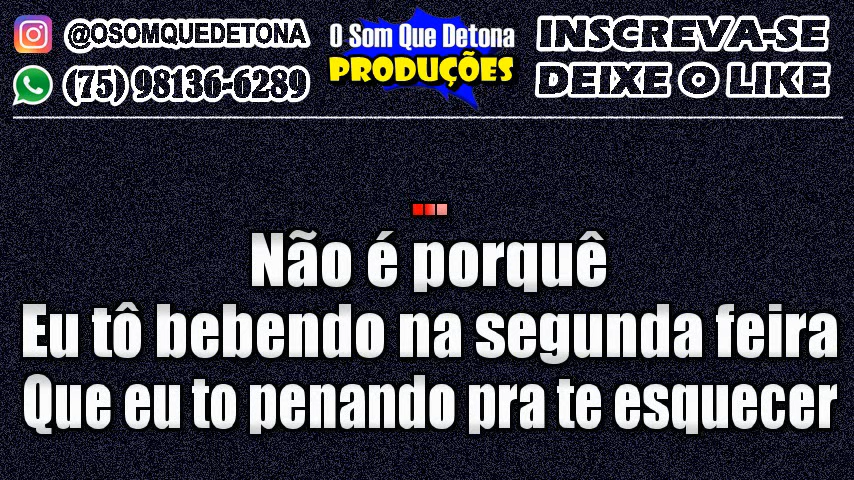 @OSOMQUEDETONA
(75) 98136-6289
O Som Que Detona
PRODUÇÕES
INSCREVA-SE
DEIXE O LIKE
Não é porquê
Eu tô bebendo na segunda feira
Que eu to penando pra te esquecer